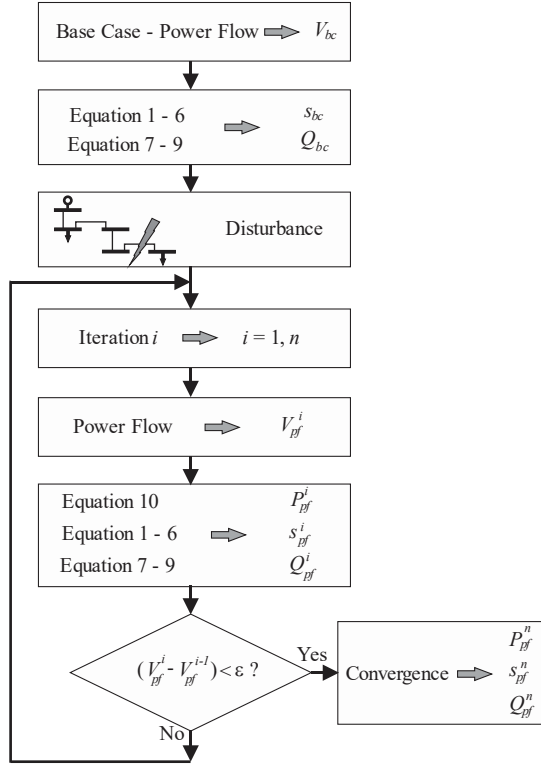 Base Case - Power Flow V_bc
Equation 1 - 6 s_bc
Equation 7 - 9 Q_bc
Disturbance
Iteration i i = 1, n
Power Flow V_pf^i
Equation 10 P_pf^i
Equation 1 - 6 s_pf^i
Equation 7 - 9 Q_pf^i
(V_pf^i - V_pf^i-1) < ε ?
Yes
No
P_pf^n
Convergence s_pf^n
Q_pf^n